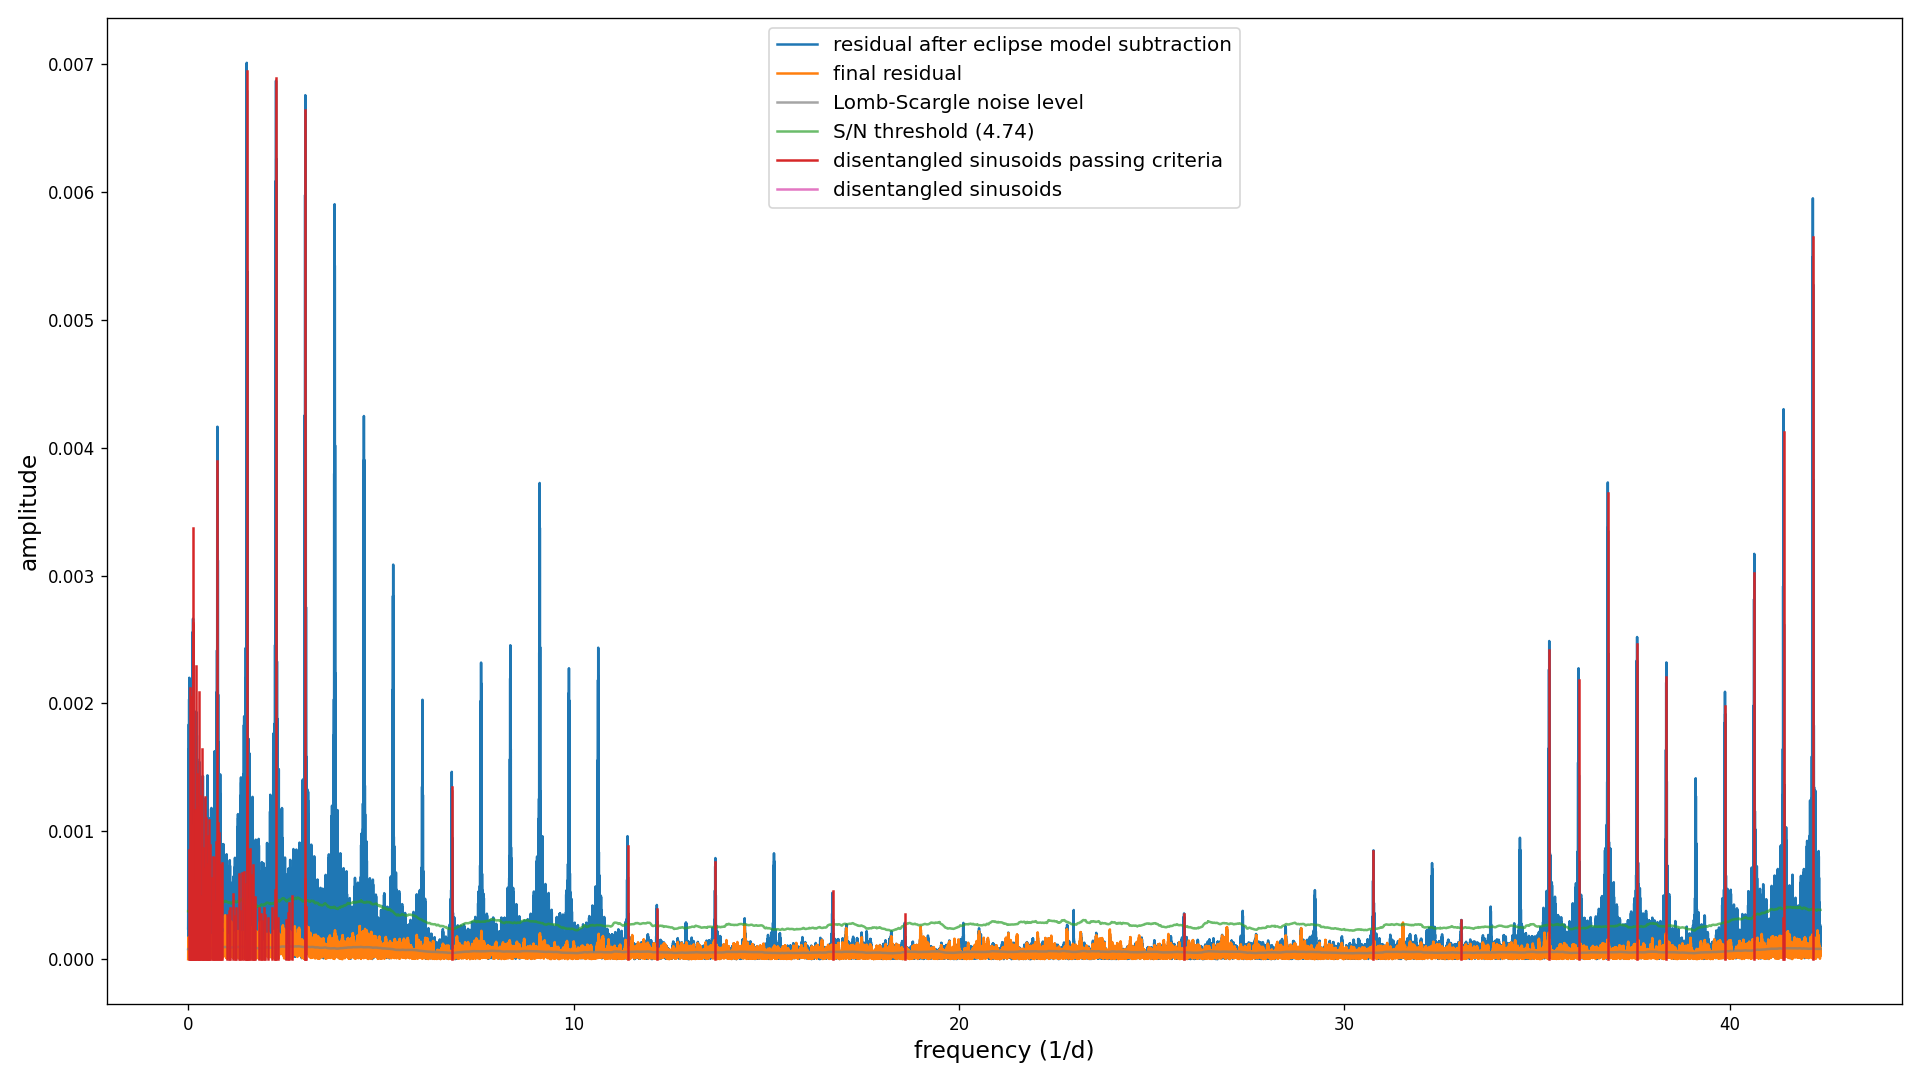 residual after eclipse model subtraction
final residual
Lomb-Scargle noise level
S/N threshold (4.74)
disentangled sinusoids passing criteria
disentangled sinusoids
0.007
0.006
0.005
0.004
0.003
0.002
0.001
0.000
amplitude
0 10 20 30 40
frequency (1/d)